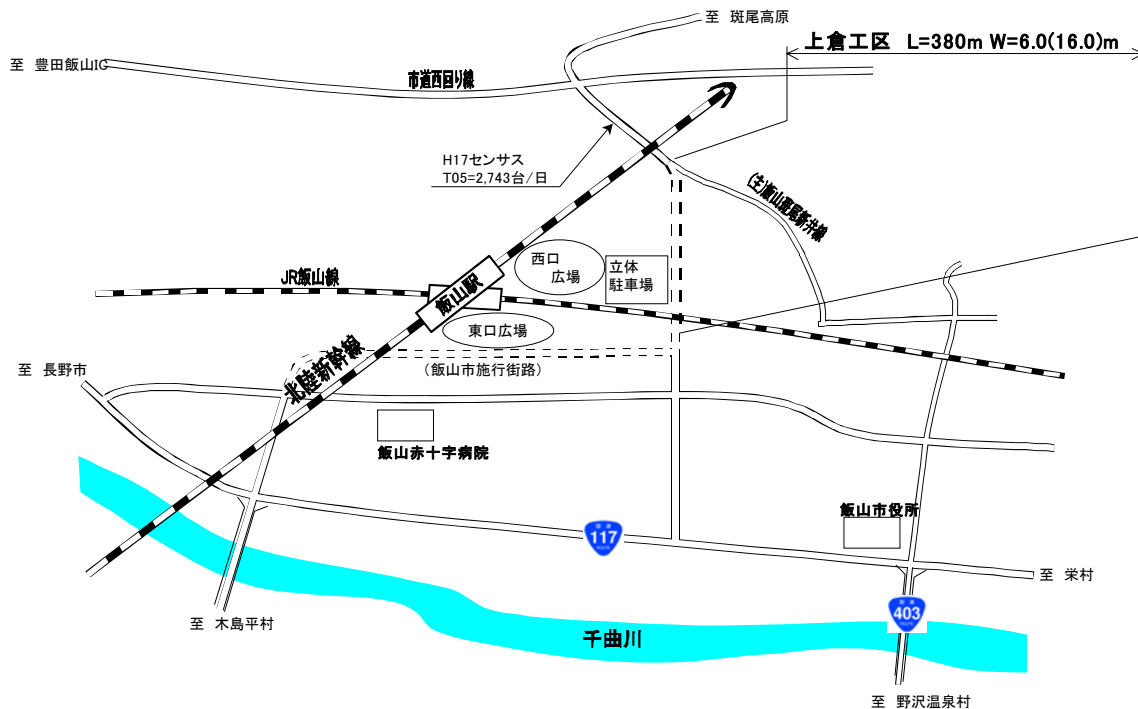 至 斑尾高原
上倉工区 L=380m W=6.0(16.0)m
至 豊田飯山IC
市道西回り線
H17センサス
T05=2,743台/日
(主)飯山斑尾新井線
西口
広場
立体
駐車場
JR飯山線
飯山駅
東口広場
至 長野市
北陸新幹線
(飯山市施行街路)
飯山赤十字病院
飯山市役所
117
至 栄村
403
至 木島平村
千曲川
至 野沢温泉村